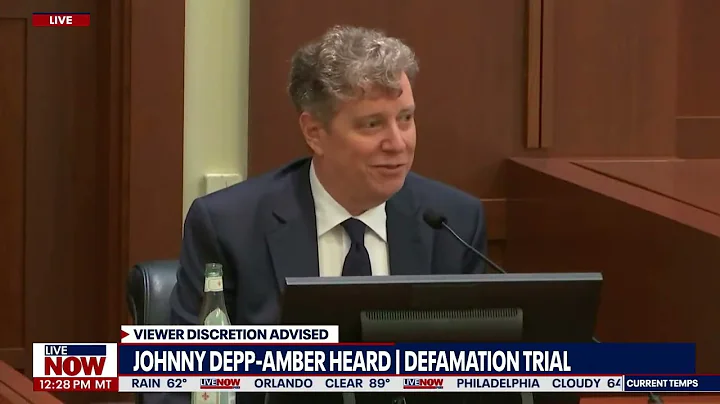 LIVE
VIEWER DISCRETION ADVISED
LIVE
NOW
JOHNNY DEPP-AMBER HEARD | DEFAMATION TRIAL
12:28 PM MT
RAIN 62° LIVENOW ORLANDO CLEAR 89° LIVENOW PHILADELPHIA CLOUDY 64
CURRENT TEMPS